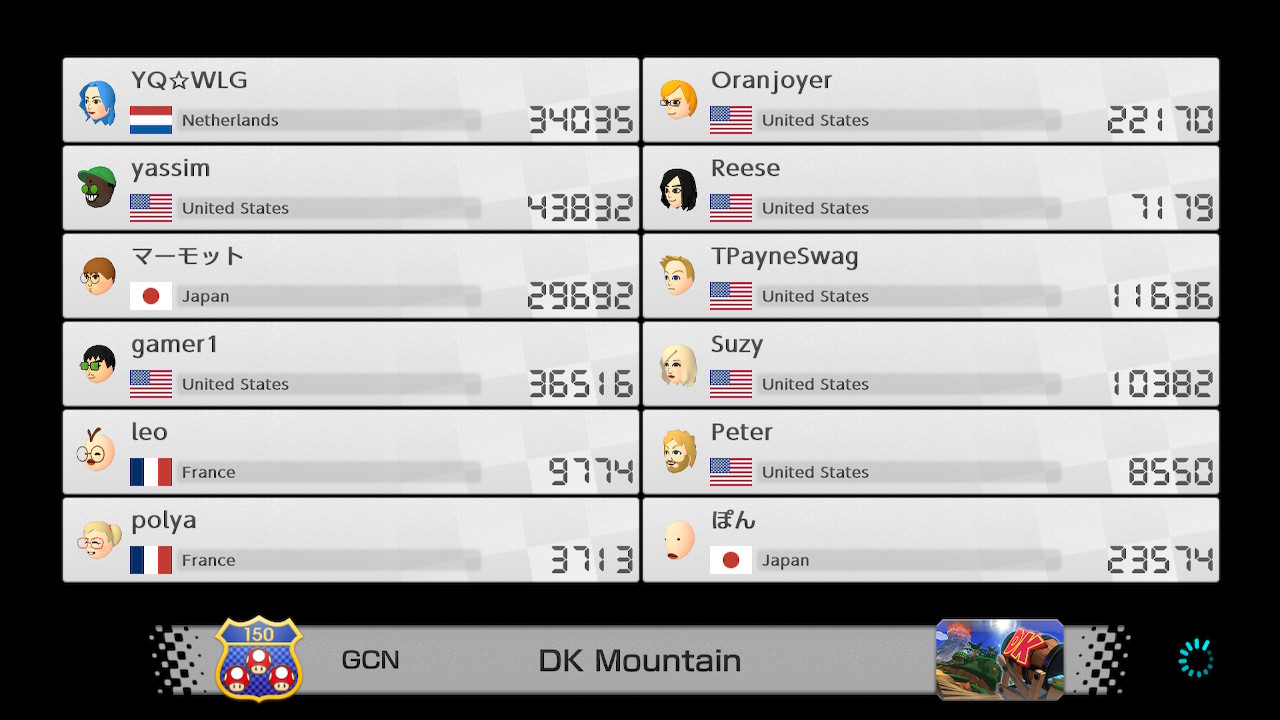 YQ☆WLG
Netherlands
34035
yassim
United States
43832
マーモット
Japan
29692
gamer1
United States
36516
leo
France
9774
polya
France
3713
Oranjoyer
United States
22170
Reese
United States
7179
TPayneSwag
United States
11636
Suzy
United States
10382
Peter
United States
8550
ぽん
Japan
23574
150
GCN
DK Mountain
DK